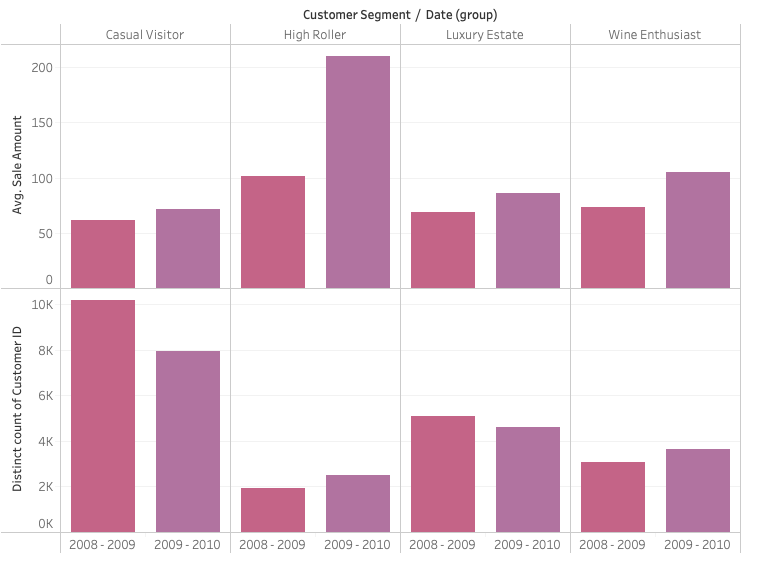 Customer Segment / Date (group)
Casual Visitor High Roller Luxury Estate Wine Enthusiast
Avg. Sale Amount
200
150
100
50
0
Distinct count of Customer ID
10K
8K
6K
4K
2K
0K
2008 - 2009 2009 - 2010 2008 - 2009 2009 - 2010 2008 - 2009 2009 - 2010 2008 - 2009 2009 - 2010